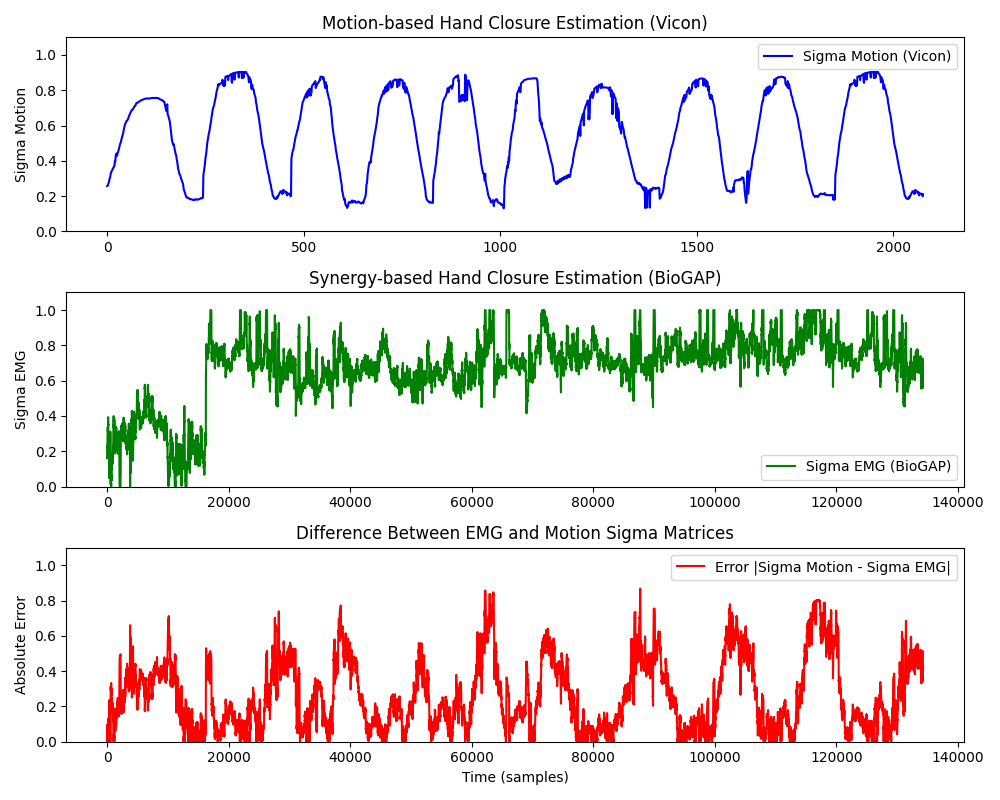 Motion-based Hand Closure Estimation (Vicon)
Sigma Motion
1.0
0.8
0.6
0.4
0.2
0.0
Sigma Motion (Vicon)
0 500 1000 1500 2000
Synergy-based Hand Closure Estimation (BioGAP)
Sigma EMG
1.0
0.8
0.6
0.4
0.2
0.0
Sigma EMG (BioGAP)
0 20000 40000 60000 80000 100000 120000 140000
Difference Between EMG and Motion Sigma Matrices
Absolute Error
1.0
0.8
0.6
0.4
0.2
0.0
Error |Sigma Motion - Sigma EMG|
0 20000 40000 60000 80000 100000 120000 140000
Time (samples)